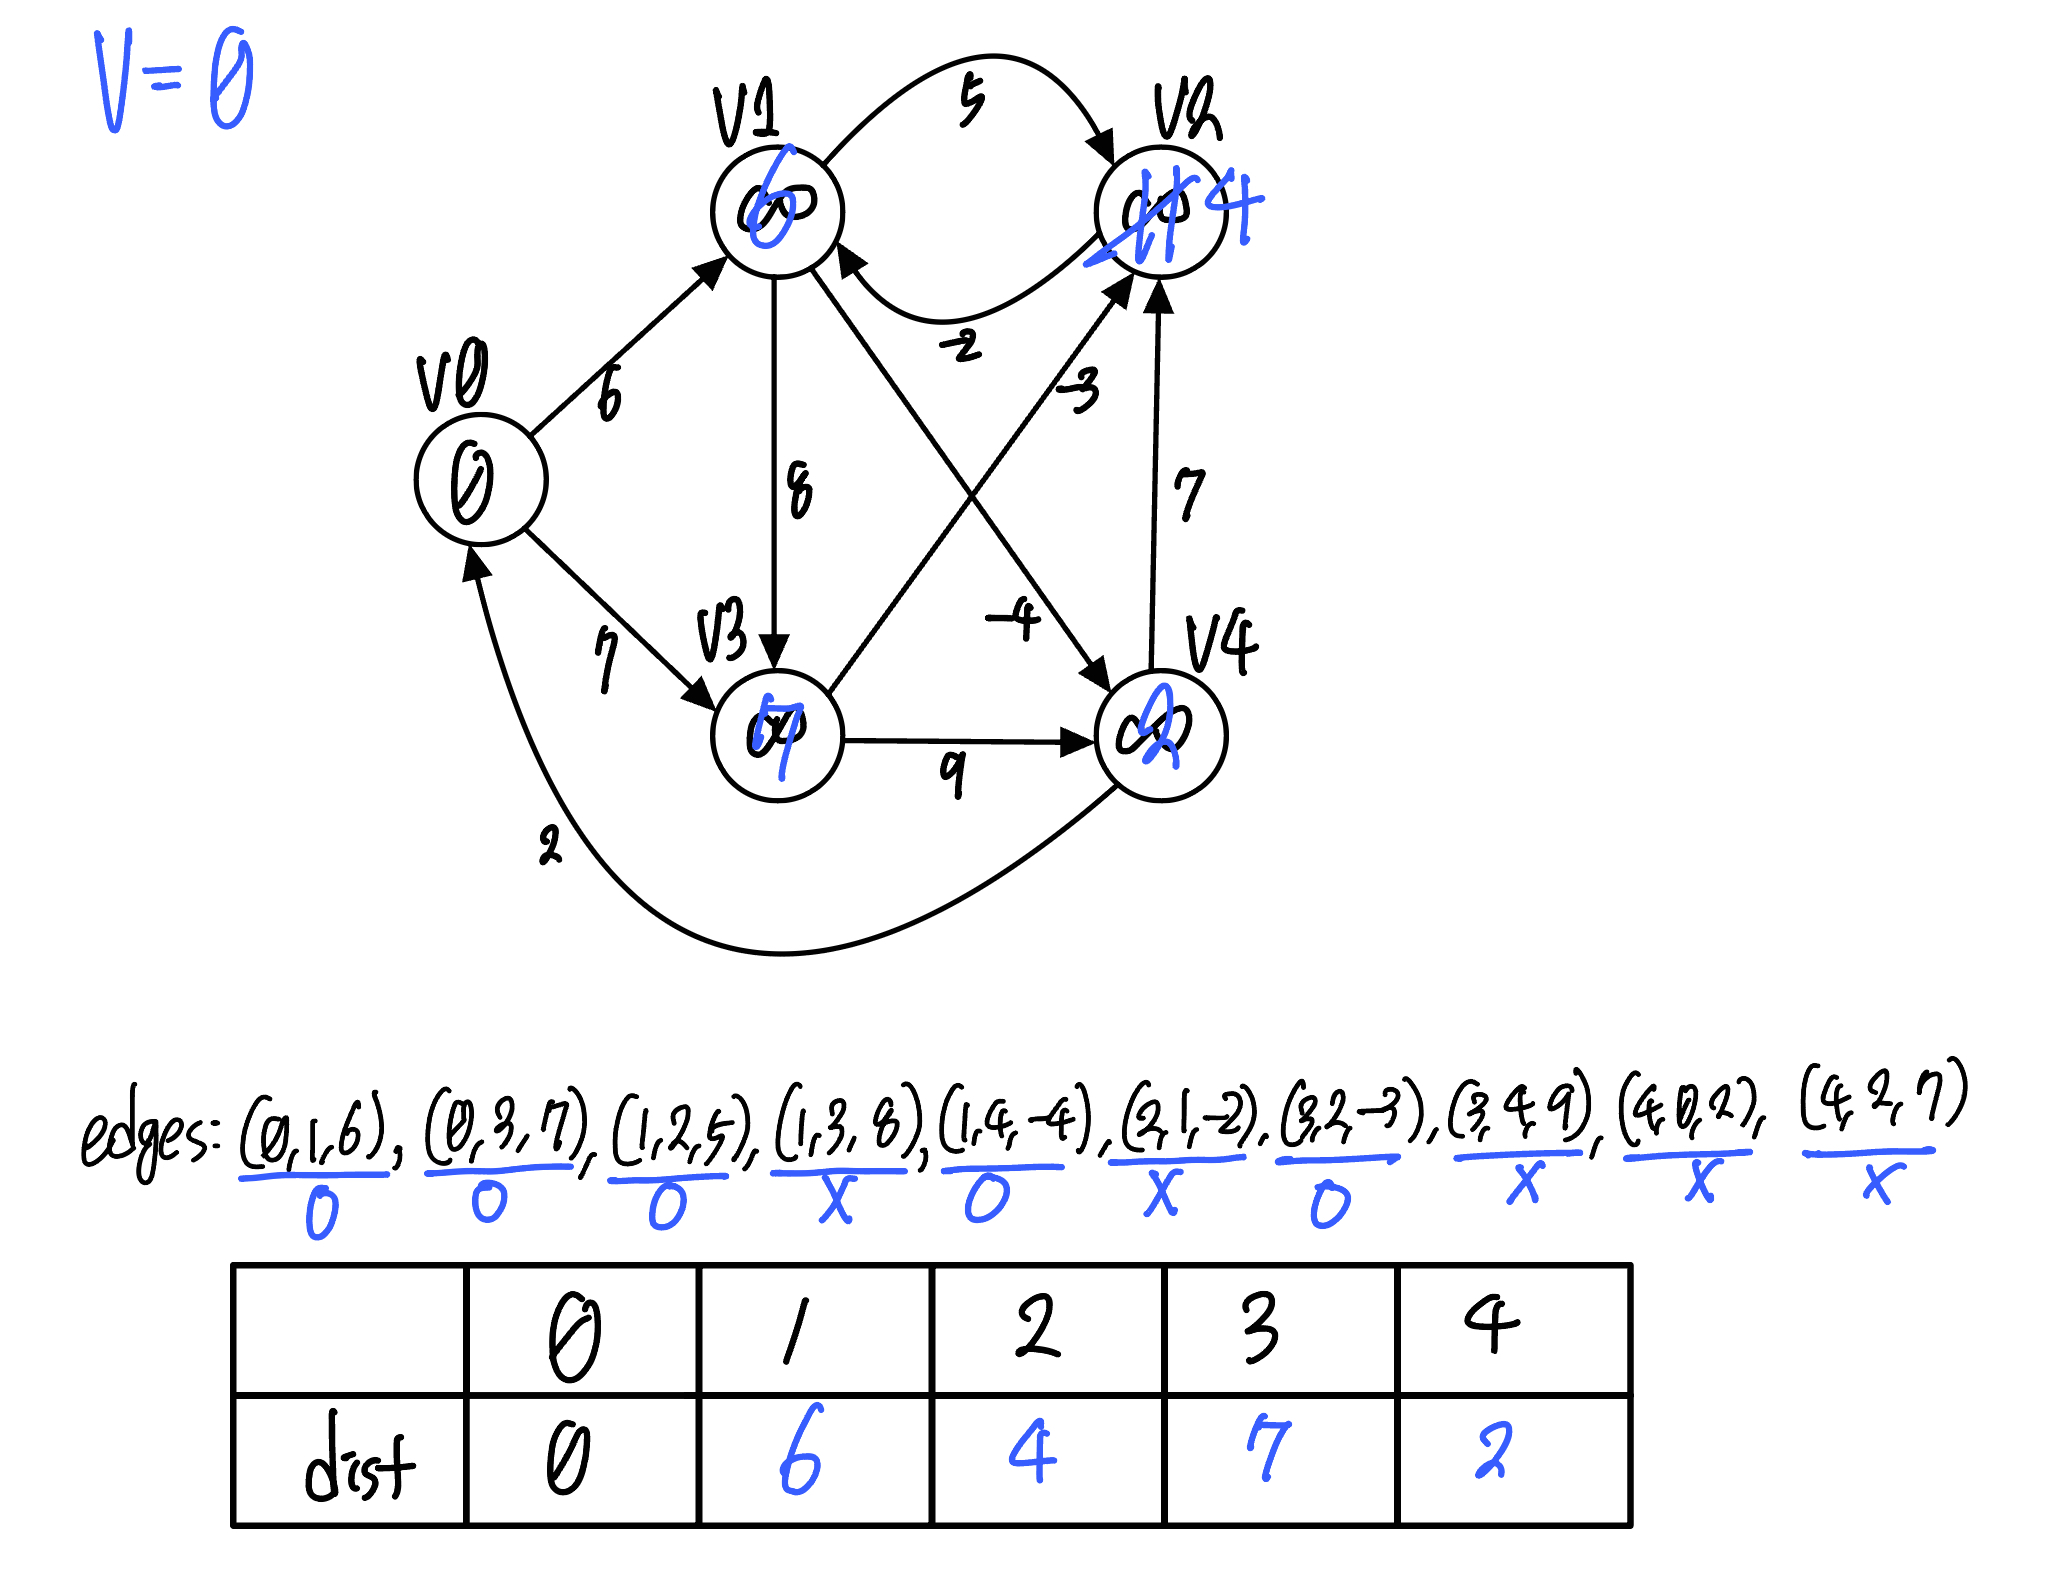 V=0
V1
5
V2
∞ 6
∞ 11 4
-2
V0
6
-3
0
8
7
7
V3
-4
V4
∞ 7
∞ 2
9
2
edges: (0,1,6), (0,3,7), (1,2,5), (1,3,8), (1,4,-4), (2,1,-2), (3,2,-3), (3,4,9), (4,0,2), (4,2,7)
O O O X O X O X X X
0 1 2 3 4
dist 0 6 4 7 2